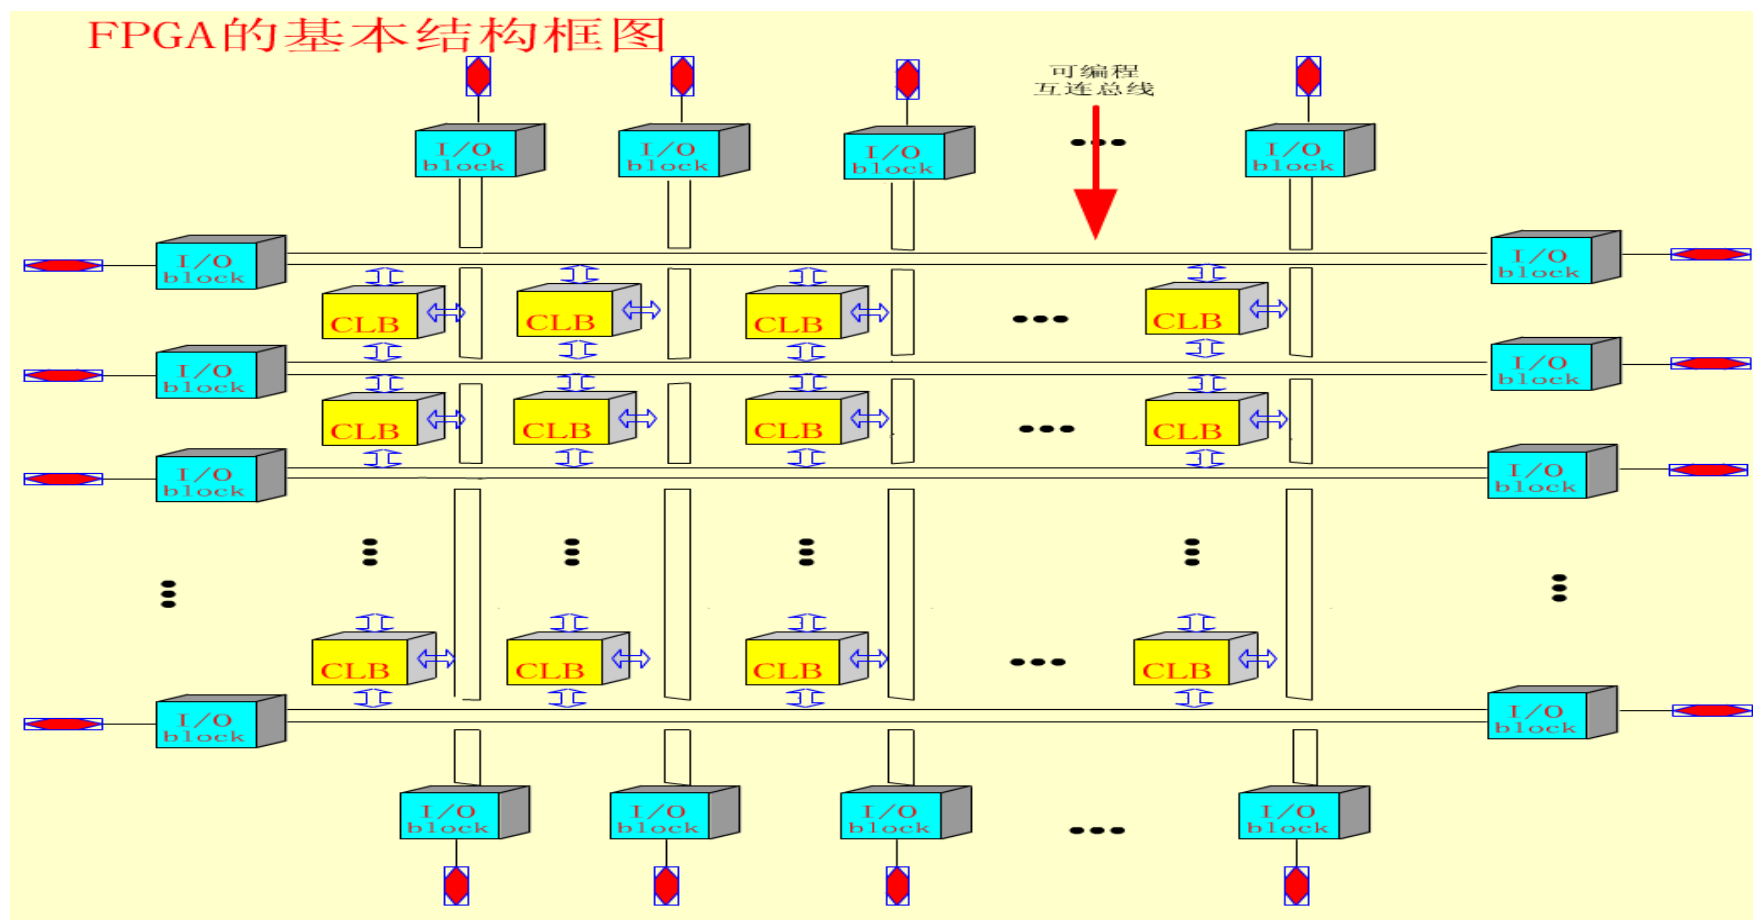 FPGA的基本结构框图
可编程
互连总线
I/O
block
I/O
block
I/O
block
I/O
block
I/O
block
I/O
block
CLB
CLB
CLB
CLB
I/O
block
I/O
block
CLB
CLB
CLB
CLB
I/O
block
I/O
block
CLB
CLB
CLB
CLB
I/O
block
I/O
block
I/O
block
I/O
block
I/O
block
I/O
block